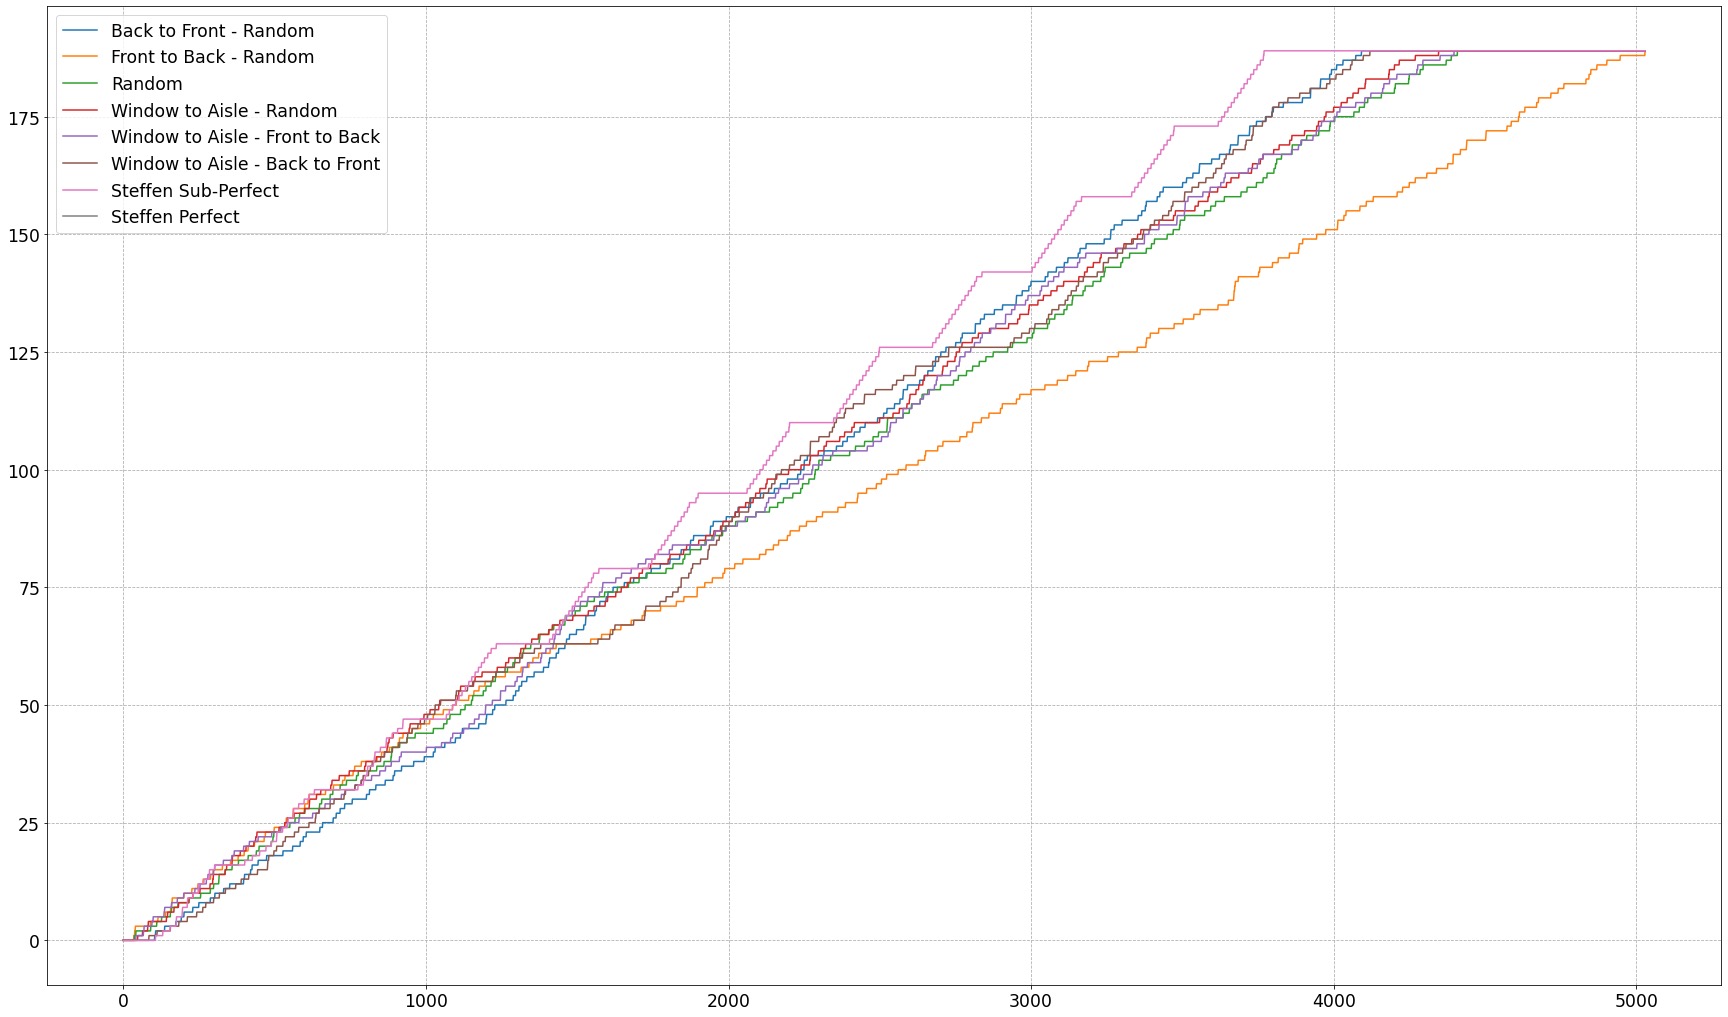 Back to Front - Random
Front to Back - Random
Random
Window to Aisle - Random
Window to Aisle - Front to Back
Window to Aisle - Back to Front
Steffen Sub-Perfect
Steffen Perfect
175
150
125
100
75
50
25
0
0 1000 2000 3000 4000 5000